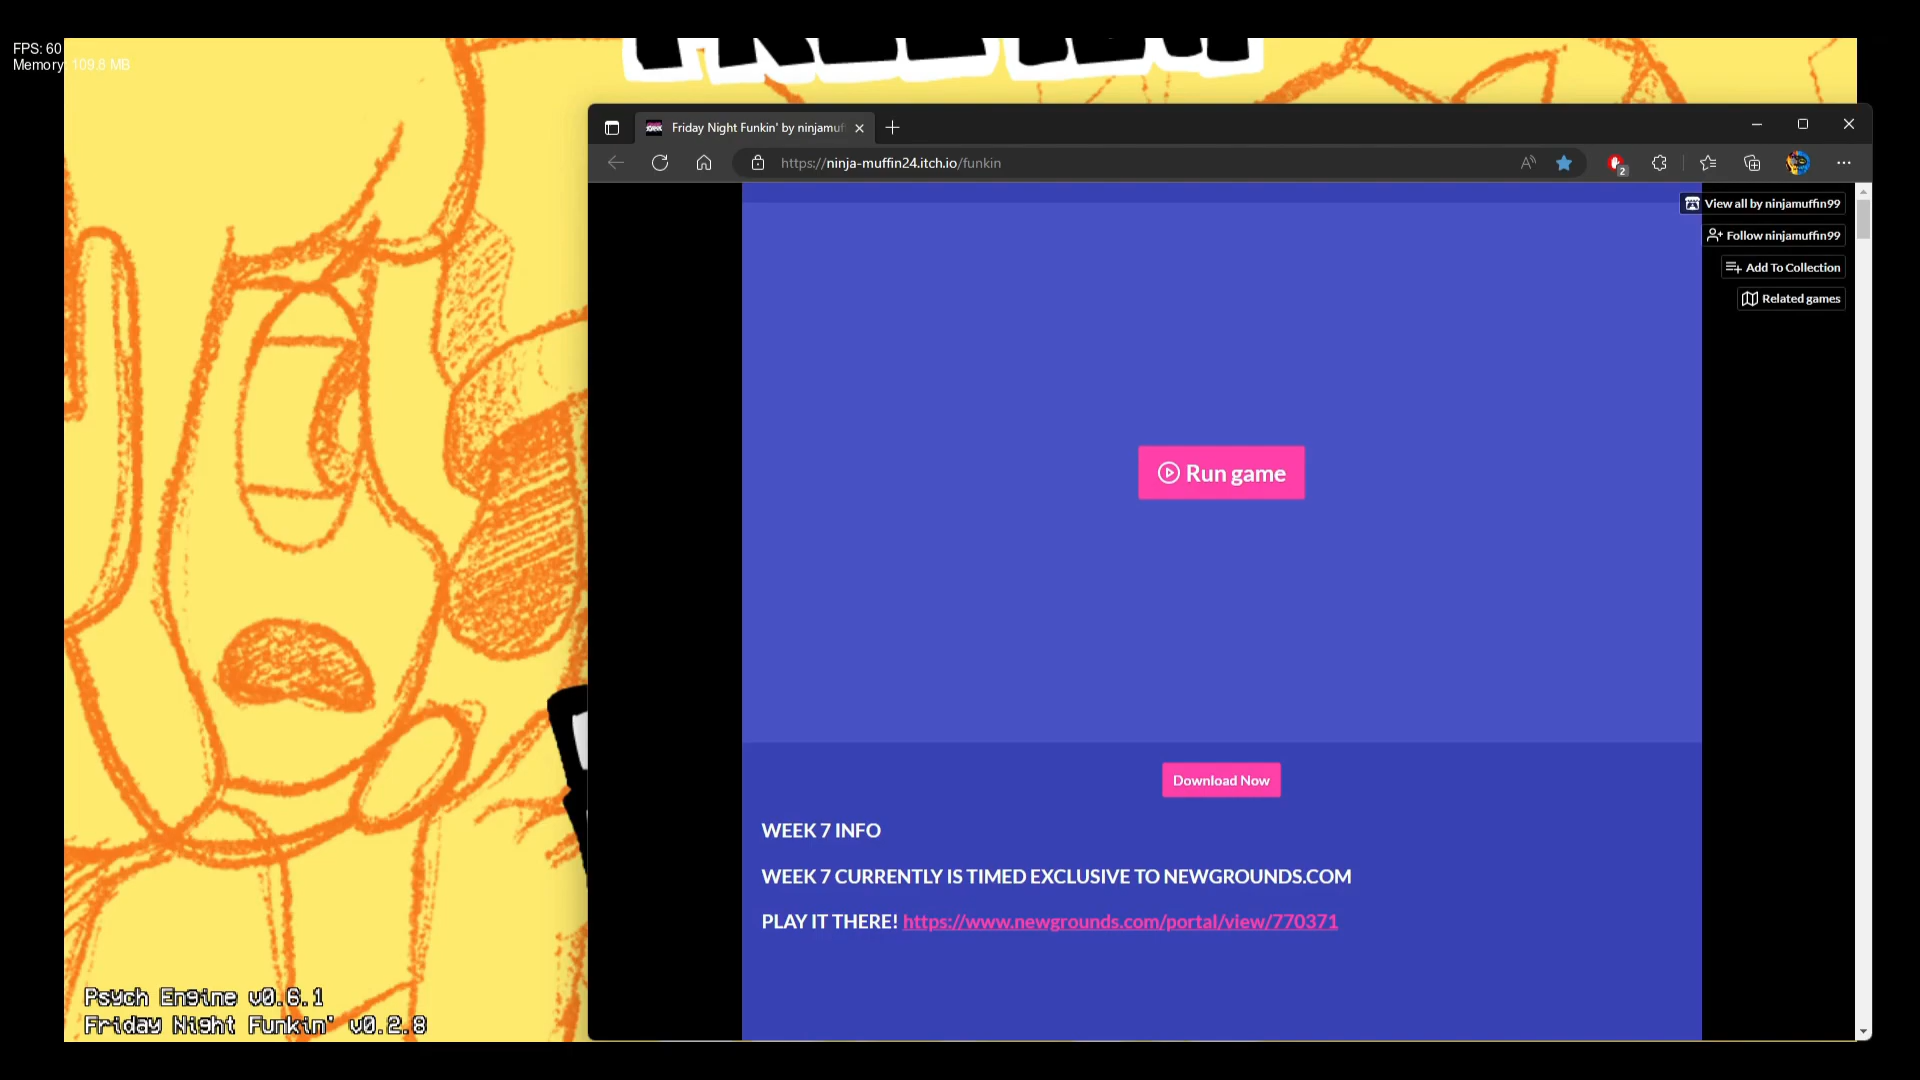 FPS: 60
Memory: 109.8 MB
Friday Night Funkin' by ninjamuf
https://ninja-muffin24.itch.io/funkin
2
View all by ninjamuffin99
Follow ninjamuffin99
Add To Collection
Related games
Run game
Download Now
WEEK 7 INFO
WEEK 7 CURRENTLY IS TIMED EXCLUSIVE TO NEWGROUNDS.COM
PLAY IT THERE! https://www.newgrounds.com/portal/view/770371
Psych Engine v0.6.1
Friday Night Funkin' v0.2.8